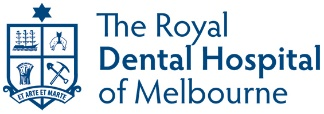 The Royal
Dental Hospital
of Melbourne
ET ARTE ET MARTE